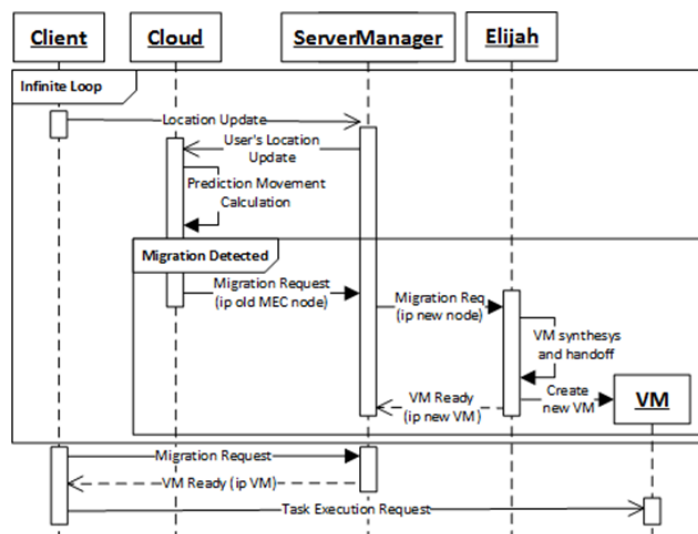 Client
Cloud
ServerManager
Elijah
Infinite Loop
Location Update
User's Location
Update
Prediction Movement
Calculation
Migration Detected
Migration Request
(ip old MEC node)
Migration Req
(ip new node)
VM synthesys
and handoff
VM Ready
(ip new VM)
Create
new VM
VM
Migration Request
VM Ready (ip VM)
Task Execution Request